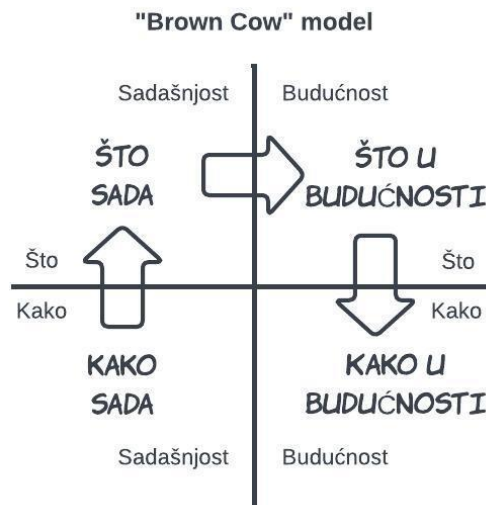 "Brown Cow" model
Sadašnjost
Budućnost
ŠTO
SADA
ŠTO U
BUDUĆNOSTI
Što
Što
Kako
Kako
KAKO
SADA
KAKO U
BUDUĆNOSTI
Sadašnjost
Budućnost